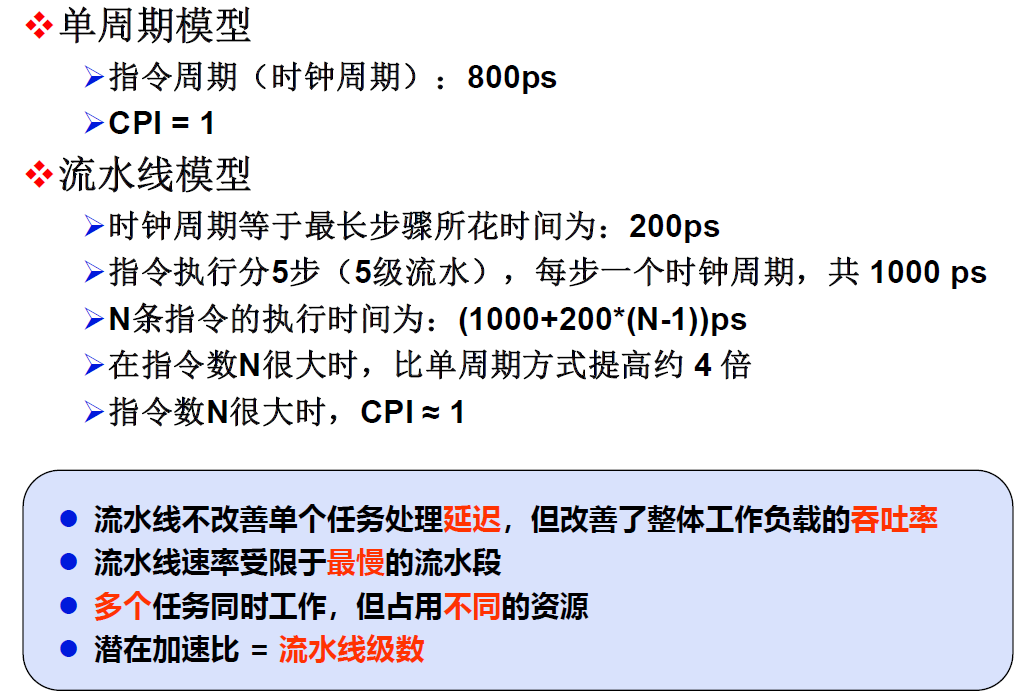 单周期模型
指令周期（时钟周期）：800ps
CPI = 1
流水线模型
时钟周期等于最长步骤所花时间为：200ps
指令执行分5步（5级流水），每步一个时钟周期，共 1000 ps
N条指令的执行时间为：(1000+200*(N-1))ps
在指令数N很大时，比单周期方式提高约 4 倍
指令数N很大时，CPI ≈ 1
流水线不改善单个任务处理延迟，但改善了整体工作负载的吞吐率
流水线速率受限于最慢的流水段
多个任务同时工作，但占用不同的资源
潜在加速比 = 流水线级数